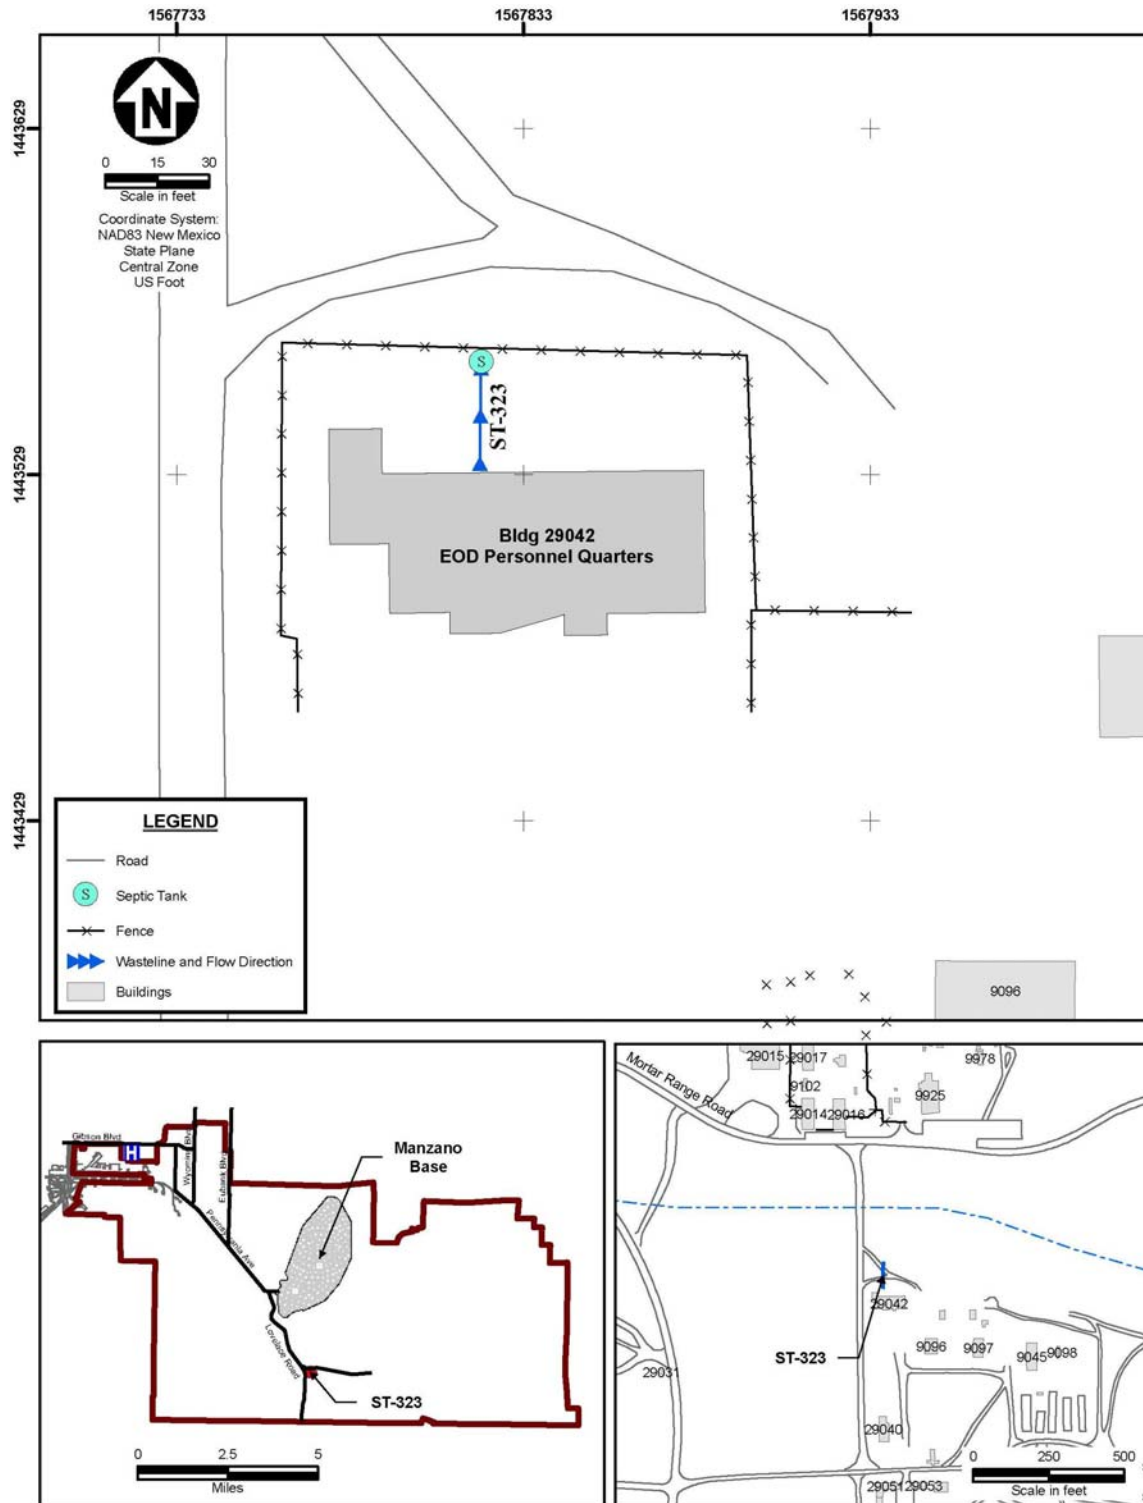 1567733
1567833
1567933
1443629
1443529
1443429
N
0 15 30
Scale in feet
Coordinate System:
NAD83 New Mexico
State Plane
Central Zone
US Foot
S
ST-323
Bldg 29042
EOD Personnel Quarters
LEGEND
Road
S
Septic Tank
Fence
Wasteline and Flow Direction
Buildings
9096
Gibson Blvd
H
Wyoming Blvd
Eubank Blvd
Pennsylvania Ave
Manzano
Base
Lovelace Road
ST-323
0 2.5 5
Miles
Mortar Range Road
29015
29017
9978
9102
9925
29014
29016
29042
ST-323
9096
9097
9045
9098
29031
29040
29051
29053
0 250 500
Scale in feet